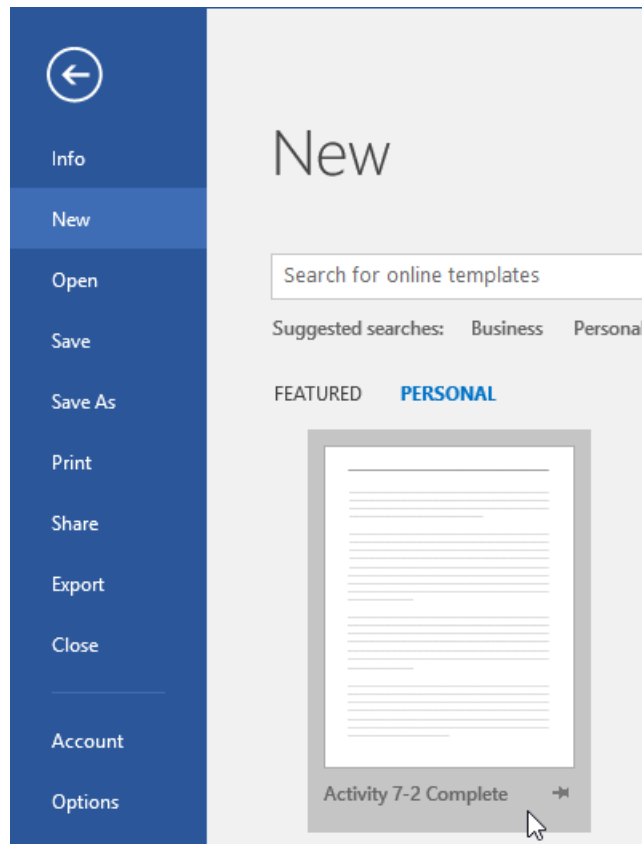 Info
New
Open
Save
Save As
Print
Share
Export
Close
Account
Options
New
Search for online templates
Suggested searches: Business Personal
FEATURED PERSONAL
Activity 7-2 Complete